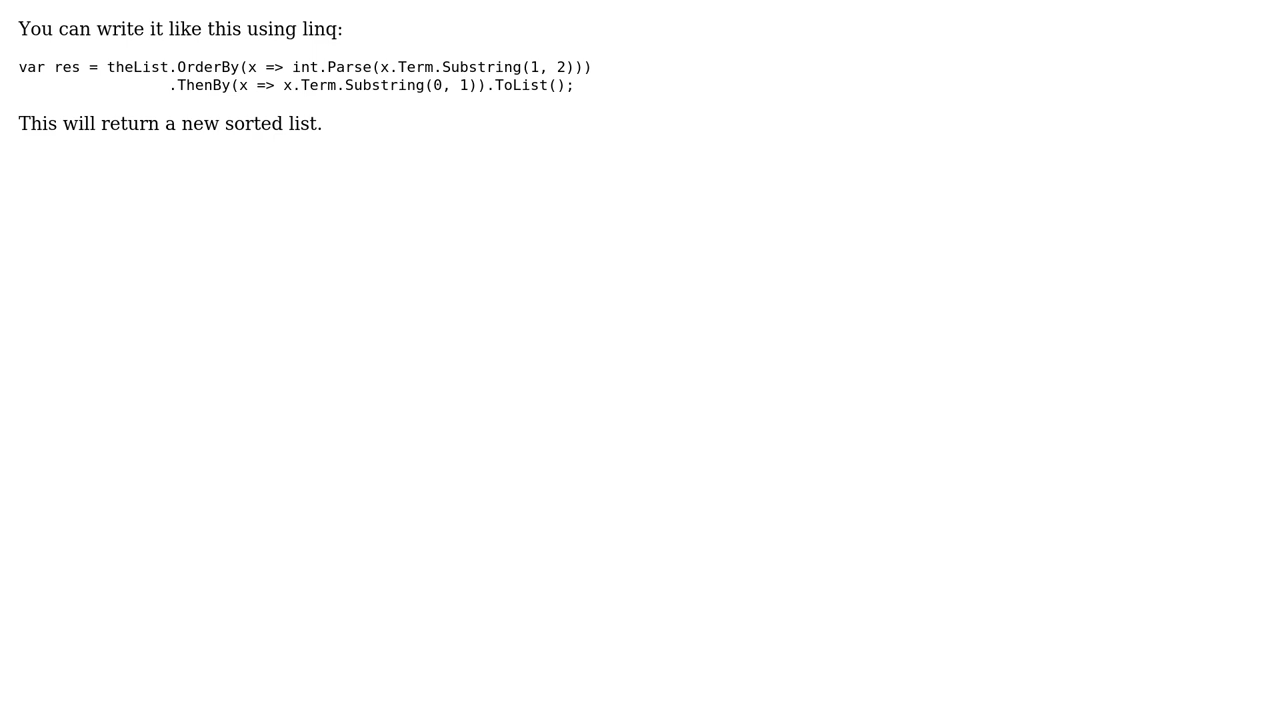 You can write it like this using linq:
var res = theList.OrderBy(x => int.Parse(x.Term.Substring(1, 2)))
                 .ThenBy(x => x.Term.Substring(0, 1)).ToList();
This will return a new sorted list.